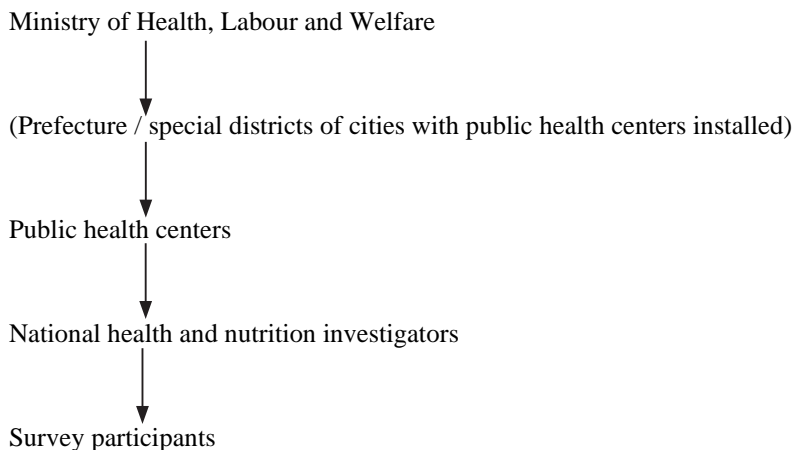 Ministry of Health, Labour and Welfare
(Prefecture / special districts of cities with public health centers installed)
Public health centers
National health and nutrition investigators
Survey participants